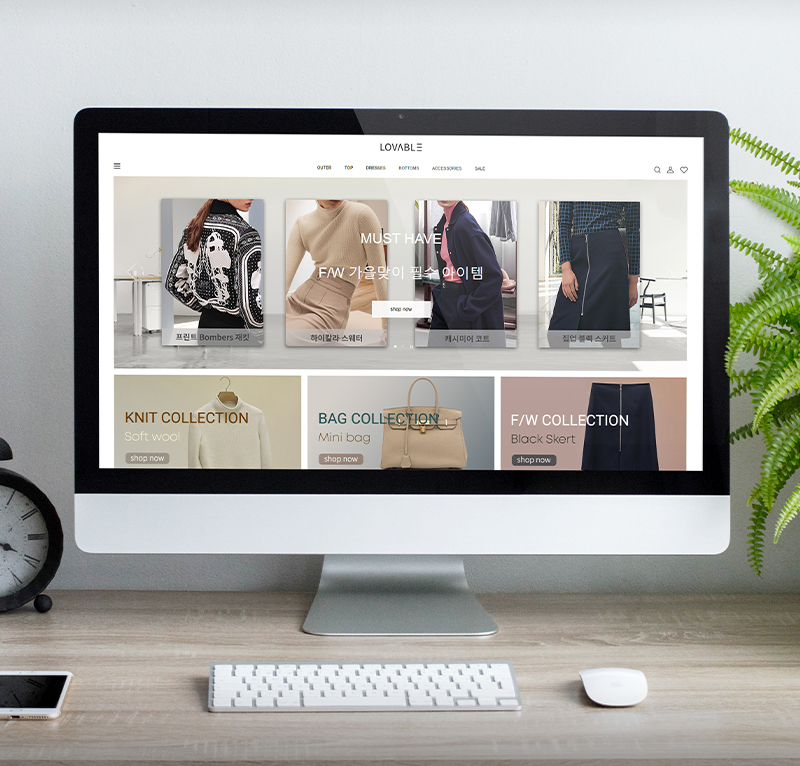 LOVABLE
OUTER TOP DRESSES BOTTOMS ACCESSORIES SALE
MUST HAVE
F/W 가을맞이 필수 아이템
shop now
프린트 Bombers 재킷
하이칼라 스웨터
캐시미어 코트
집업 블랙 스커트
KNIT COLLECTION
Soft wool
shop now
BAG COLLECTION
Mini bag
shop now
F/W COLLECTION
Black Skert
shop now